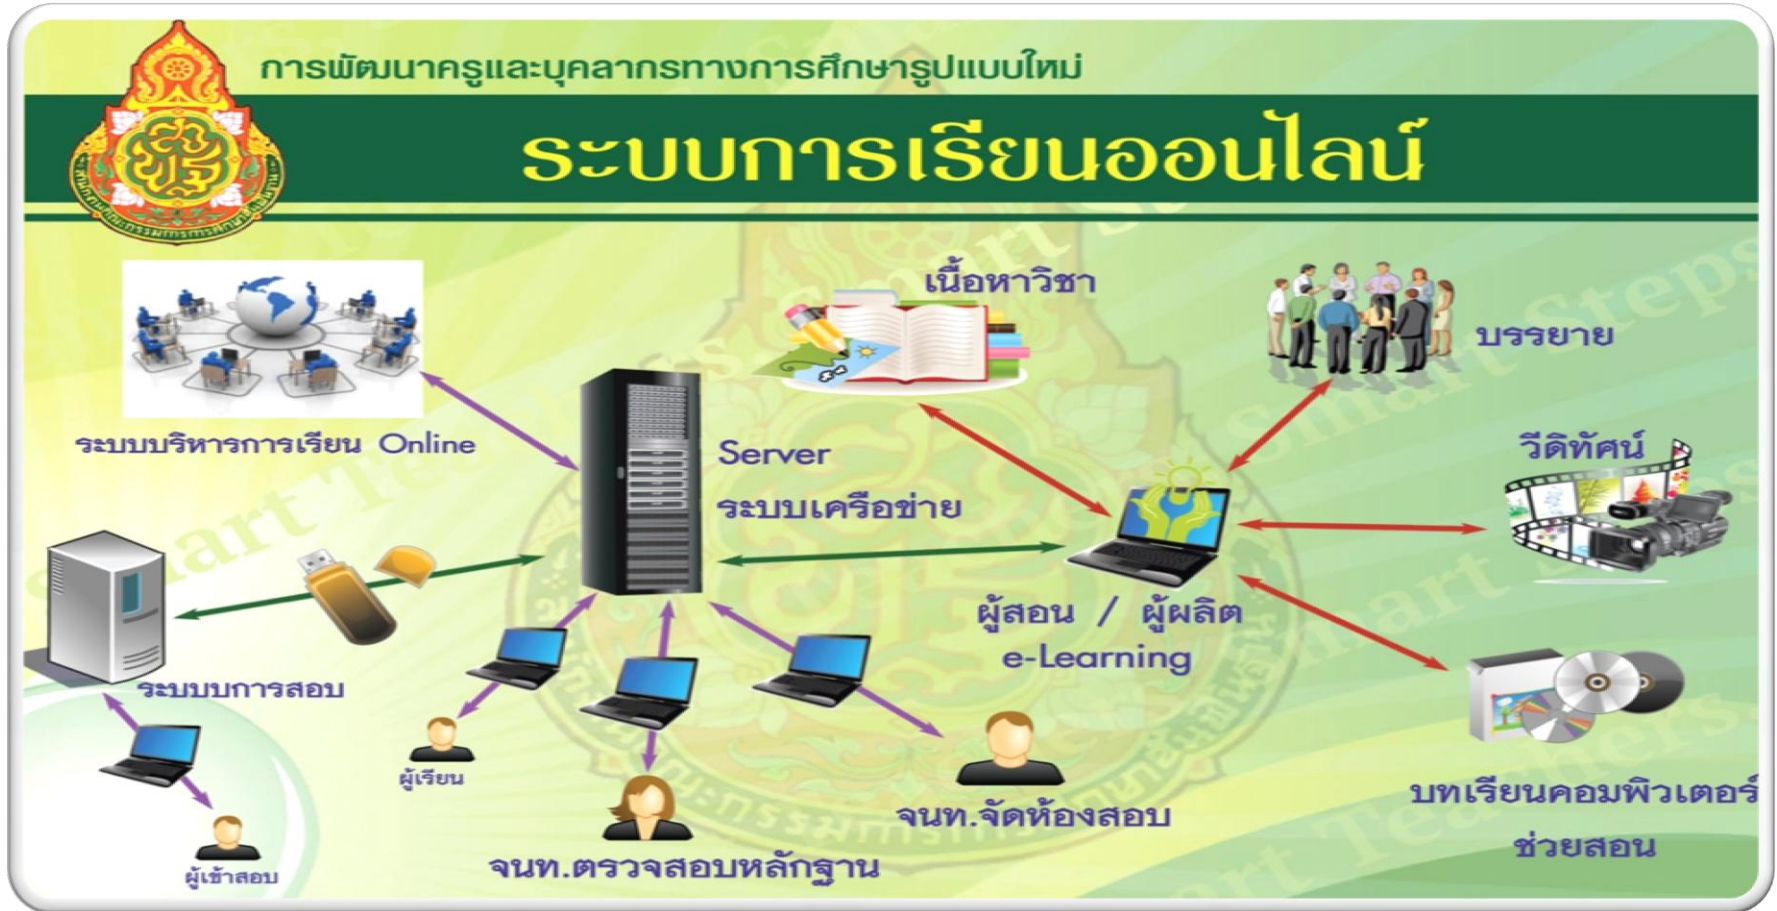 การพัฒนาครูและบุคลากรทางการศึกษารูปแบบใหม่
ระบบการเรียนออนไลน์
เนื้อหาวิชา
บรรยาย
ระบบบริหารการเรียน Online
Server
ระบบเครือข่าย
วีดิทัศน์
ผู้สอน / ผู้ผลิต
e-Learning
ระบบบการสอบ
ผู้เรียน
จนท.จัดห้องสอบ
บทเรียนคอมพิวเตอร์
ช่วยสอน
จนท.ตรวจสอบหลักฐาน
ผู้เข้าสอบ